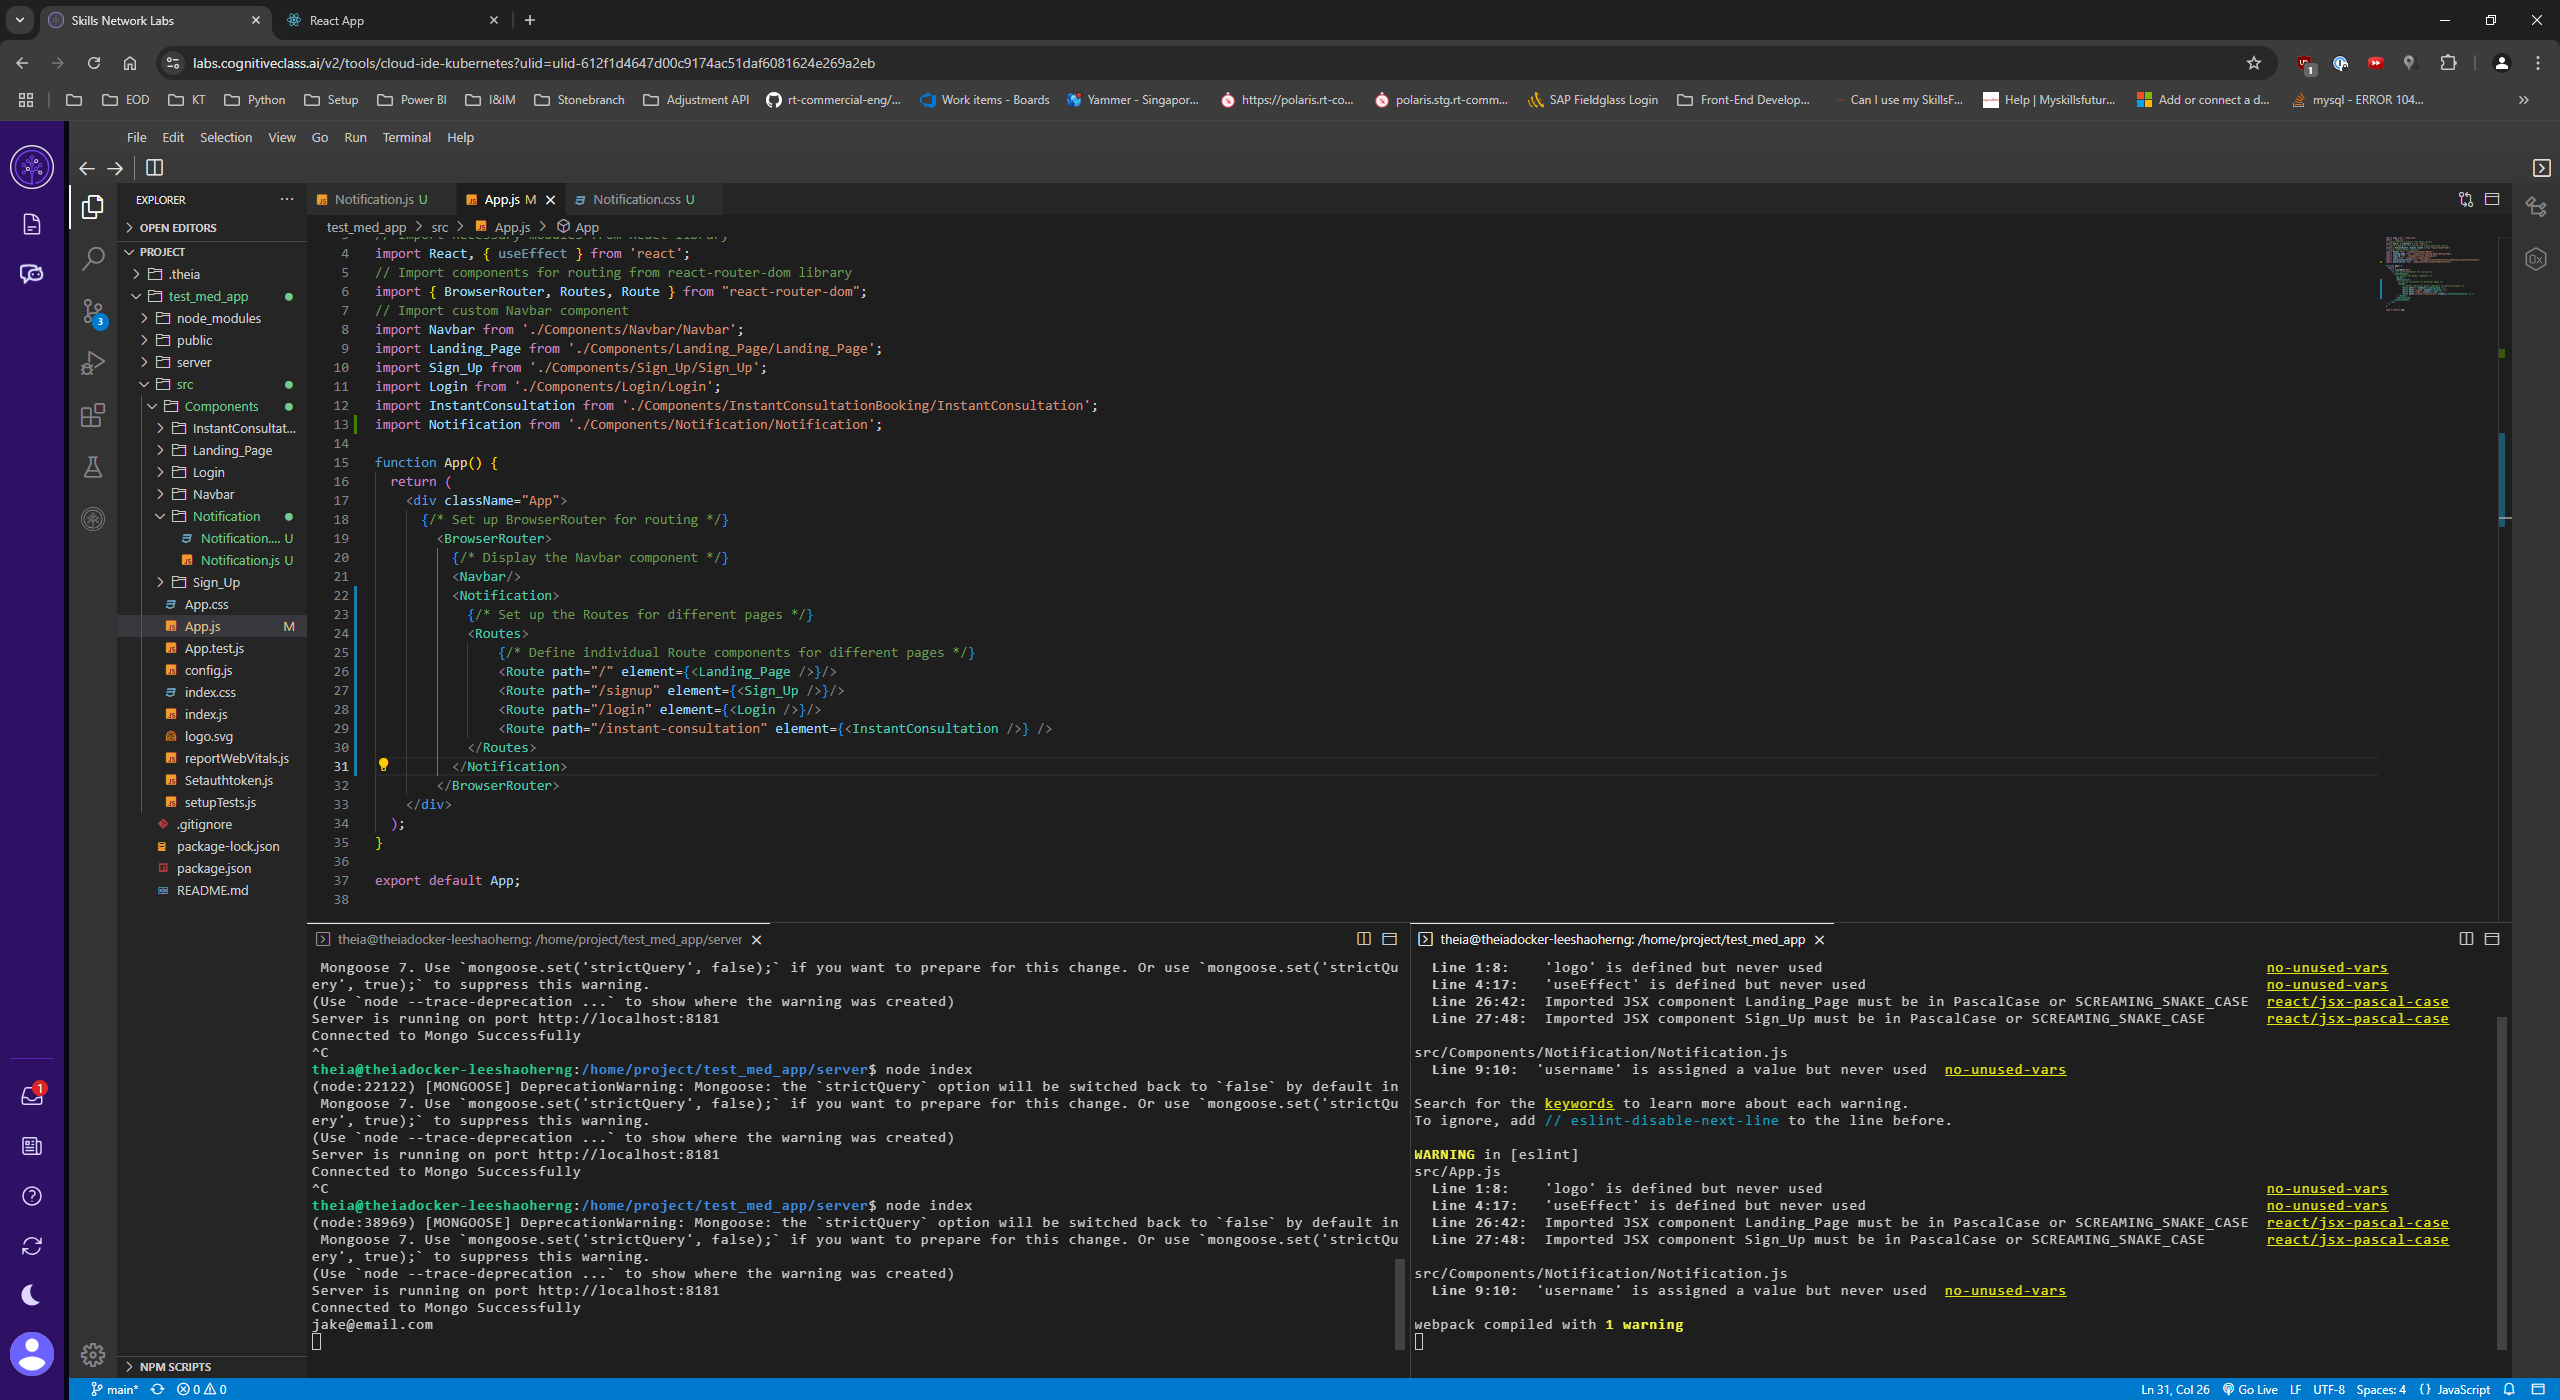 Skills Network Labs
React App
labs.cognitiveclass.ai/v2/tools/cloud-ide-kubernetes?ulid=ulid-612f1d4647d00c9174ac51daf6081624e269a2eb
1
EOD
KT
Python
Setup
Power BI
I&IM
Stonebranch
Adjustment API
rt-commercial-eng/...
Work items - Boards
Yammer - Singapor...
https://polaris.rt-co...
polaris.stg.rt-comm...
SAP Fieldglass Login
Front-End Develop...
Can I use my SkillsF...
Help | Myskillsfutur...
Add or connect a d...
mysql - ERROR 104...
File Edit Selection View Go Run Terminal Help
EXPLORER
OPEN EDITORS
PROJECT
.theia
test_med_app
node_modules
public
server
src
Components
InstantConsultat...
Landing_Page
Login
Navbar
Notification
Notification.... U
Notification.js U
Sign_Up
App.css
App.js M
App.test.js
config.js
index.css
index.js
logo.svg
reportWebVitals.js
Setauthtoken.js
setupTests.js
.gitignore
package-lock.json
package.json
README.md
NPM SCRIPTS
3
1
Notification.js U
App.js M
Notification.css U
test_med_app > src > App.js > App
3 // Import necessary modules from React library
4 import React, { useEffect } from 'react';
5 // Import components for routing from react-router-dom library
6 import { BrowserRouter, Routes, Route } from "react-router-dom";
7 // Import custom Navbar component
8 import Navbar from './Components/Navbar/Navbar';
9 import Landing_Page from './Components/Landing_Page/Landing_Page';
10 import Sign_Up from './Components/Sign_Up/Sign_Up';
11 import Login from './Components/Login/Login';
12 import InstantConsultation from './Components/InstantConsultationBooking/InstantConsultation';
13 import Notification from './Components/Notification/Notification';
14
15 function App() {
16 return (
17 <div className="App">
18 {/* Set up BrowserRouter for routing */}
19 <BrowserRouter>
20 {/* Display the Navbar component */}
21 <Navbar/>
22 <Notification>
23 {/* Set up the Routes for different pages */}
24 <Routes>
25 {/* Define individual Route components for different pages */}
26 <Route path="/" element={<Landing_Page />}/>
27 <Route path="/signup" element={<Sign_Up />}/>
28 <Route path="/login" element={<Login />}/>
29 <Route path="/instant-consultation" element={<InstantConsultation />} />
30 </Routes>
31 </Notification>
32 </BrowserRouter>
33 </div>
34 );
35 }
36
37 export default App;
38
theia@theiadocker-leeshaoherng: /home/project/test_med_app/server
Mongoose 7. Use `mongoose.set('strictQuery', false);` if you want to prepare for this change. Or use `mongoose.set('strictQu
ery', true);` to suppress this warning.
(Use `node --trace-deprecation ...` to show where the warning was created)
Server is running on port http://localhost:8181
Connected to Mongo Successfully
^C
theia@theiadocker-leeshaoherng:/home/project/test_med_app/server$ node index
(node:22122) [MONGOOSE] DeprecationWarning: Mongoose: the `strictQuery` option will be switched back to `false` by default in
Mongoose 7. Use `mongoose.set('strictQuery', false);` if you want to prepare for this change. Or use `mongoose.set('strictQu
ery', true);` to suppress this warning.
(Use `node --trace-deprecation ...` to show where the warning was created)
Server is running on port http://localhost:8181
Connected to Mongo Successfully
^C
theia@theiadocker-leeshaoherng:/home/project/test_med_app/server$ node index
(node:38969) [MONGOOSE] DeprecationWarning: Mongoose: the `strictQuery` option will be switched back to `false` by default in
Mongoose 7. Use `mongoose.set('strictQuery', false);` if you want to prepare for this change. Or use `mongoose.set('strictQu
ery', true);` to suppress this warning.
(Use `node --trace-deprecation ...` to show where the warning was created)
Server is running on port http://localhost:8181
Connected to Mongo Successfully
jake@email.com
theia@theiadocker-leeshaoherng: /home/project/test_med_app
Line 1:8: 'logo' is defined but never used no-unused-vars
Line 4:17: 'useEffect' is defined but never used no-unused-vars
Line 26:42: Imported JSX component Landing_Page must be in PascalCase or SCREAMING_SNAKE_CASE react/jsx-pascal-case
Line 27:48: Imported JSX component Sign_Up must be in PascalCase or SCREAMING_SNAKE_CASE react/jsx-pascal-case
src/Components/Notification/Notification.js
Line 9:10: 'username' is assigned a value but never used no-unused-vars
Search for the keywords to learn more about each warning.
To ignore, add // eslint-disable-next-line to the line before.
WARNING in [eslint]
src/App.js
Line 1:8: 'logo' is defined but never used no-unused-vars
Line 4:17: 'useEffect' is defined but never used no-unused-vars
Line 26:42: Imported JSX component Landing_Page must be in PascalCase or SCREAMING_SNAKE_CASE react/jsx-pascal-case
Line 27:48: Imported JSX component Sign_Up must be in PascalCase or SCREAMING_SNAKE_CASE react/jsx-pascal-case
src/Components/Notification/Notification.js
Line 9:10: 'username' is assigned a value but never used no-unused-vars
webpack compiled with 1 warning
main* 0 0
Ln 31, Col 26 Go Live LF UTF-8 Spaces: 4 {} JavaScript